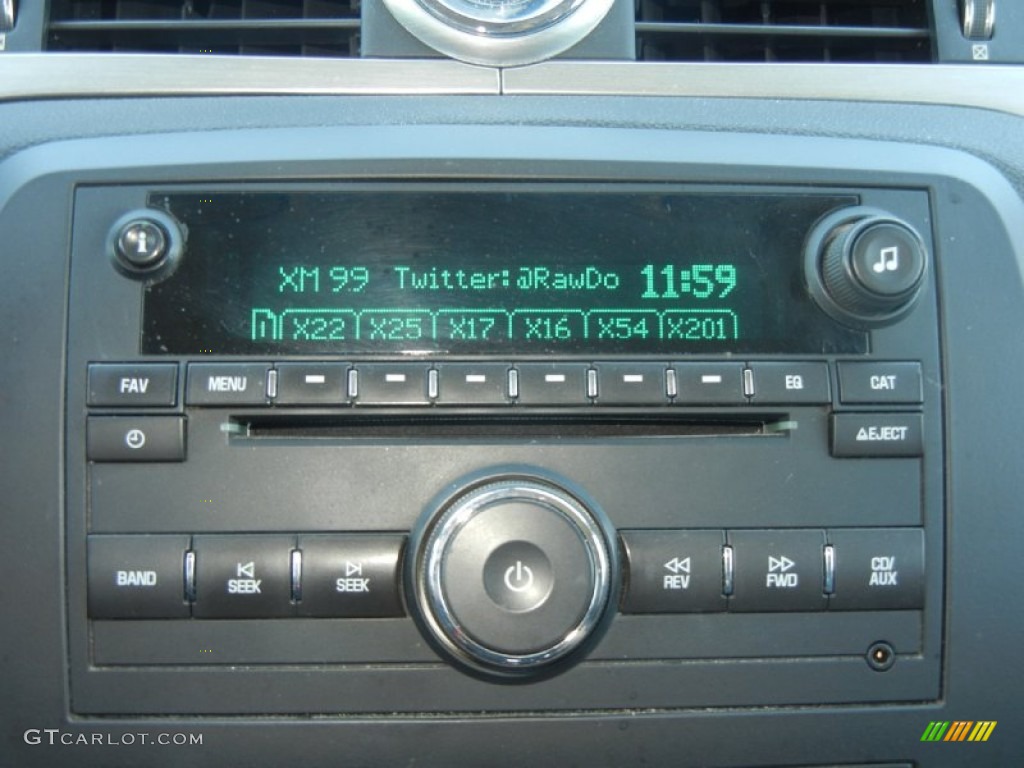 XM 99 Twitter:@RawDo 11:59
X22 X25 X17 X16 X54 X201
FAV MENU EQ CAT
EJECT
BAND SEEK SEEK REV FWD CD/
AUX
GTCARLOT.COM